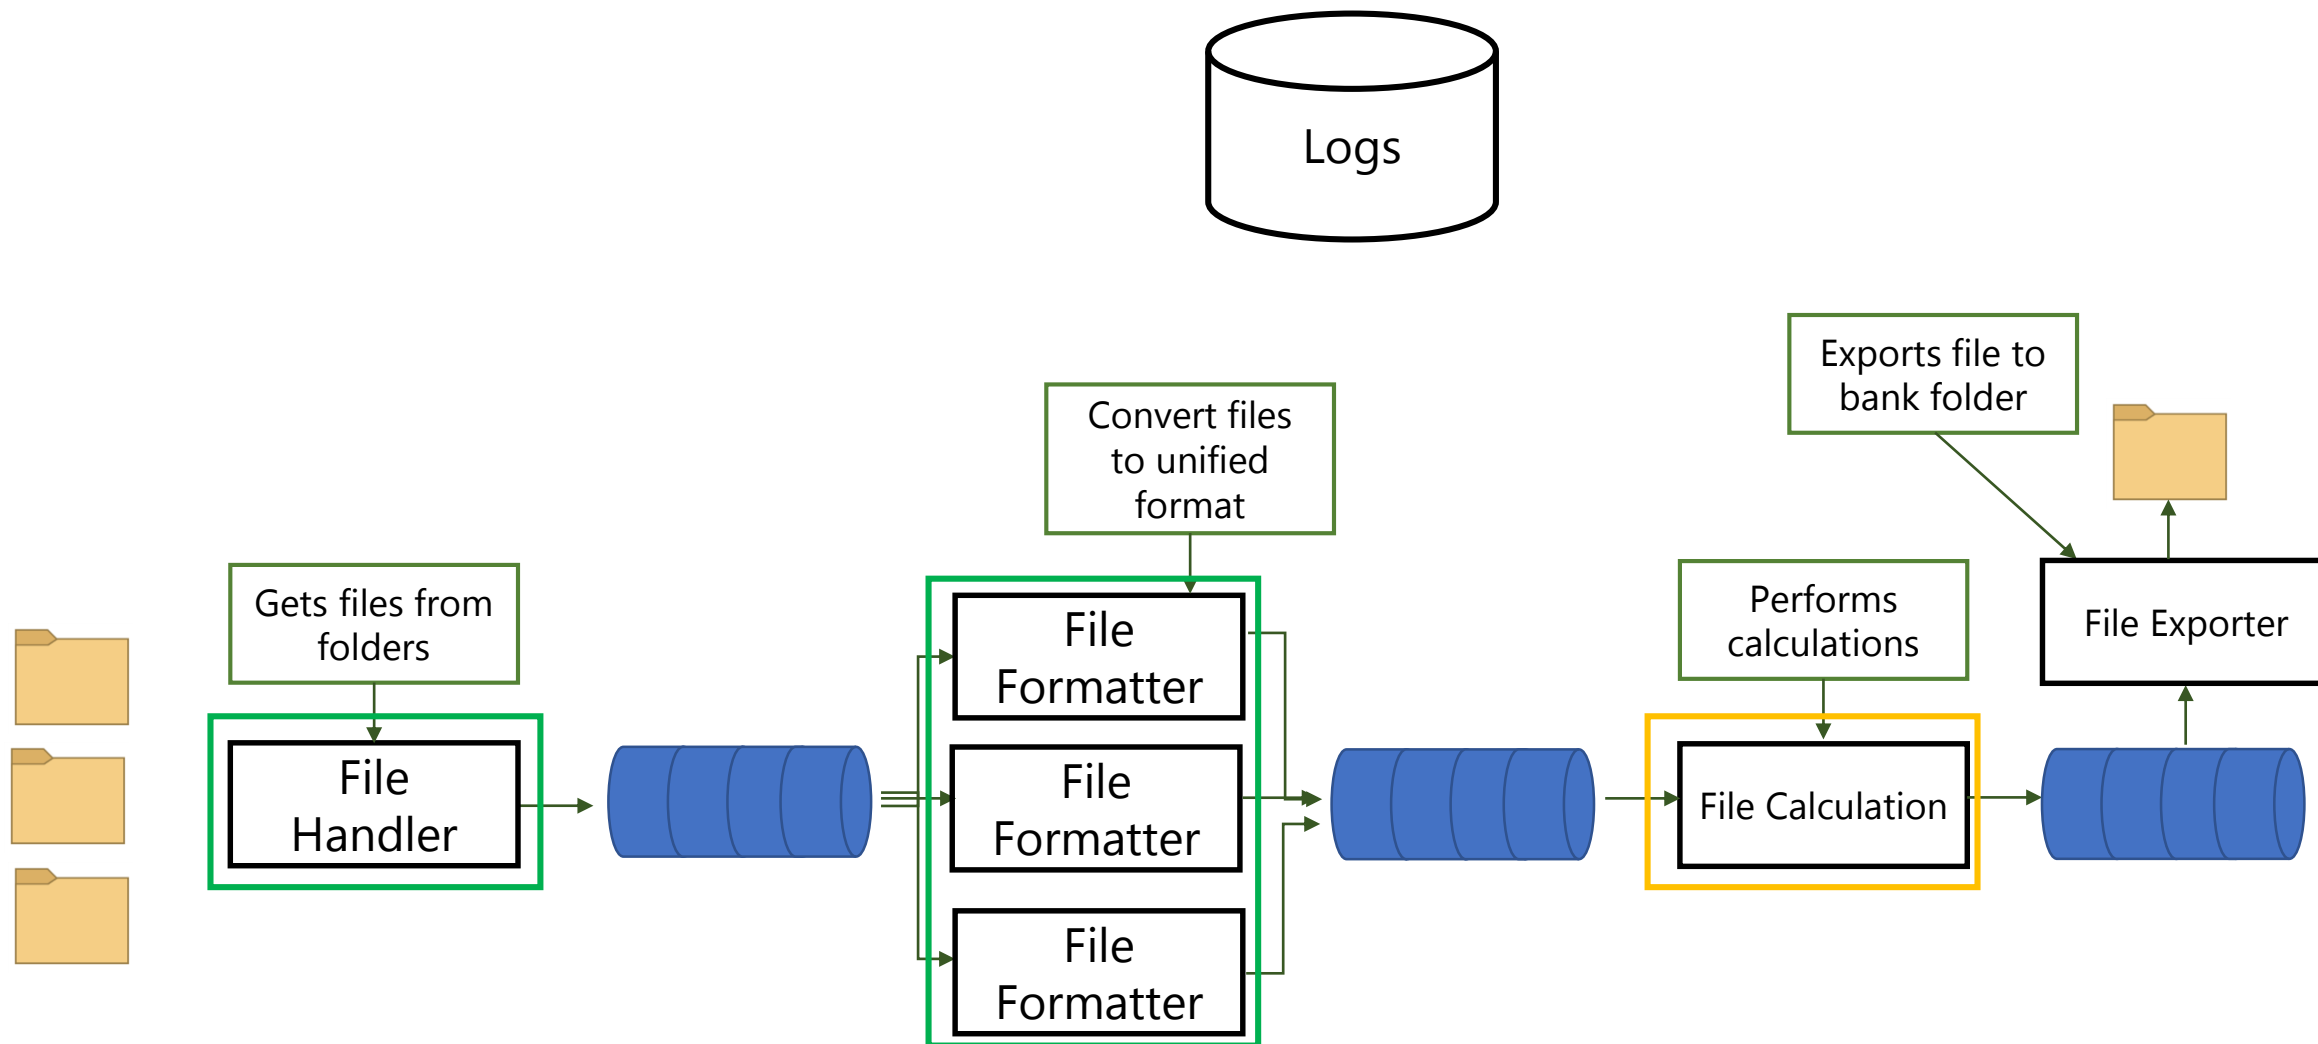 Logs
Exports file to
bank folder
Convert files
to unified
format
Gets files from
folders
File
Formatter
Performs
calculations
File Exporter
File
Handler
File
Formatter
File Calculation
File
Formatter